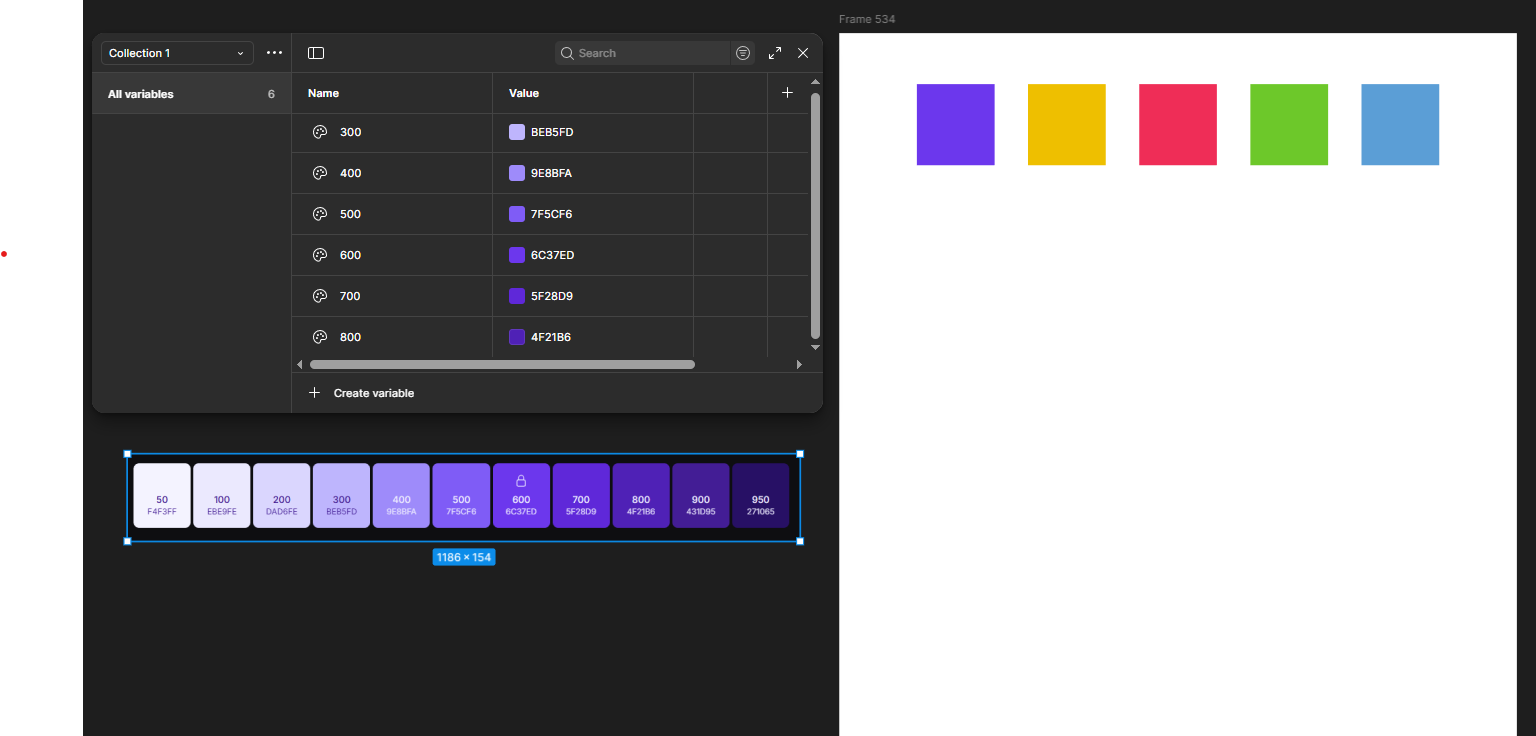 Frame 534
Collection 1
Search
All variables 6
Name Value
300 BEB5FD
400 9E8BFA
500 7F5CF6
600 6C37ED
700 5F28D9
800 4F21B6
Create variable
50 100 200 300 400 500 600 700 800 900 950
F4F3FF EBE9FE DAD6FE BEB5FD 9E8BFA 7F5CF6 6C37ED 5F28D9 4F21B6 431D95 271065
1186 × 154